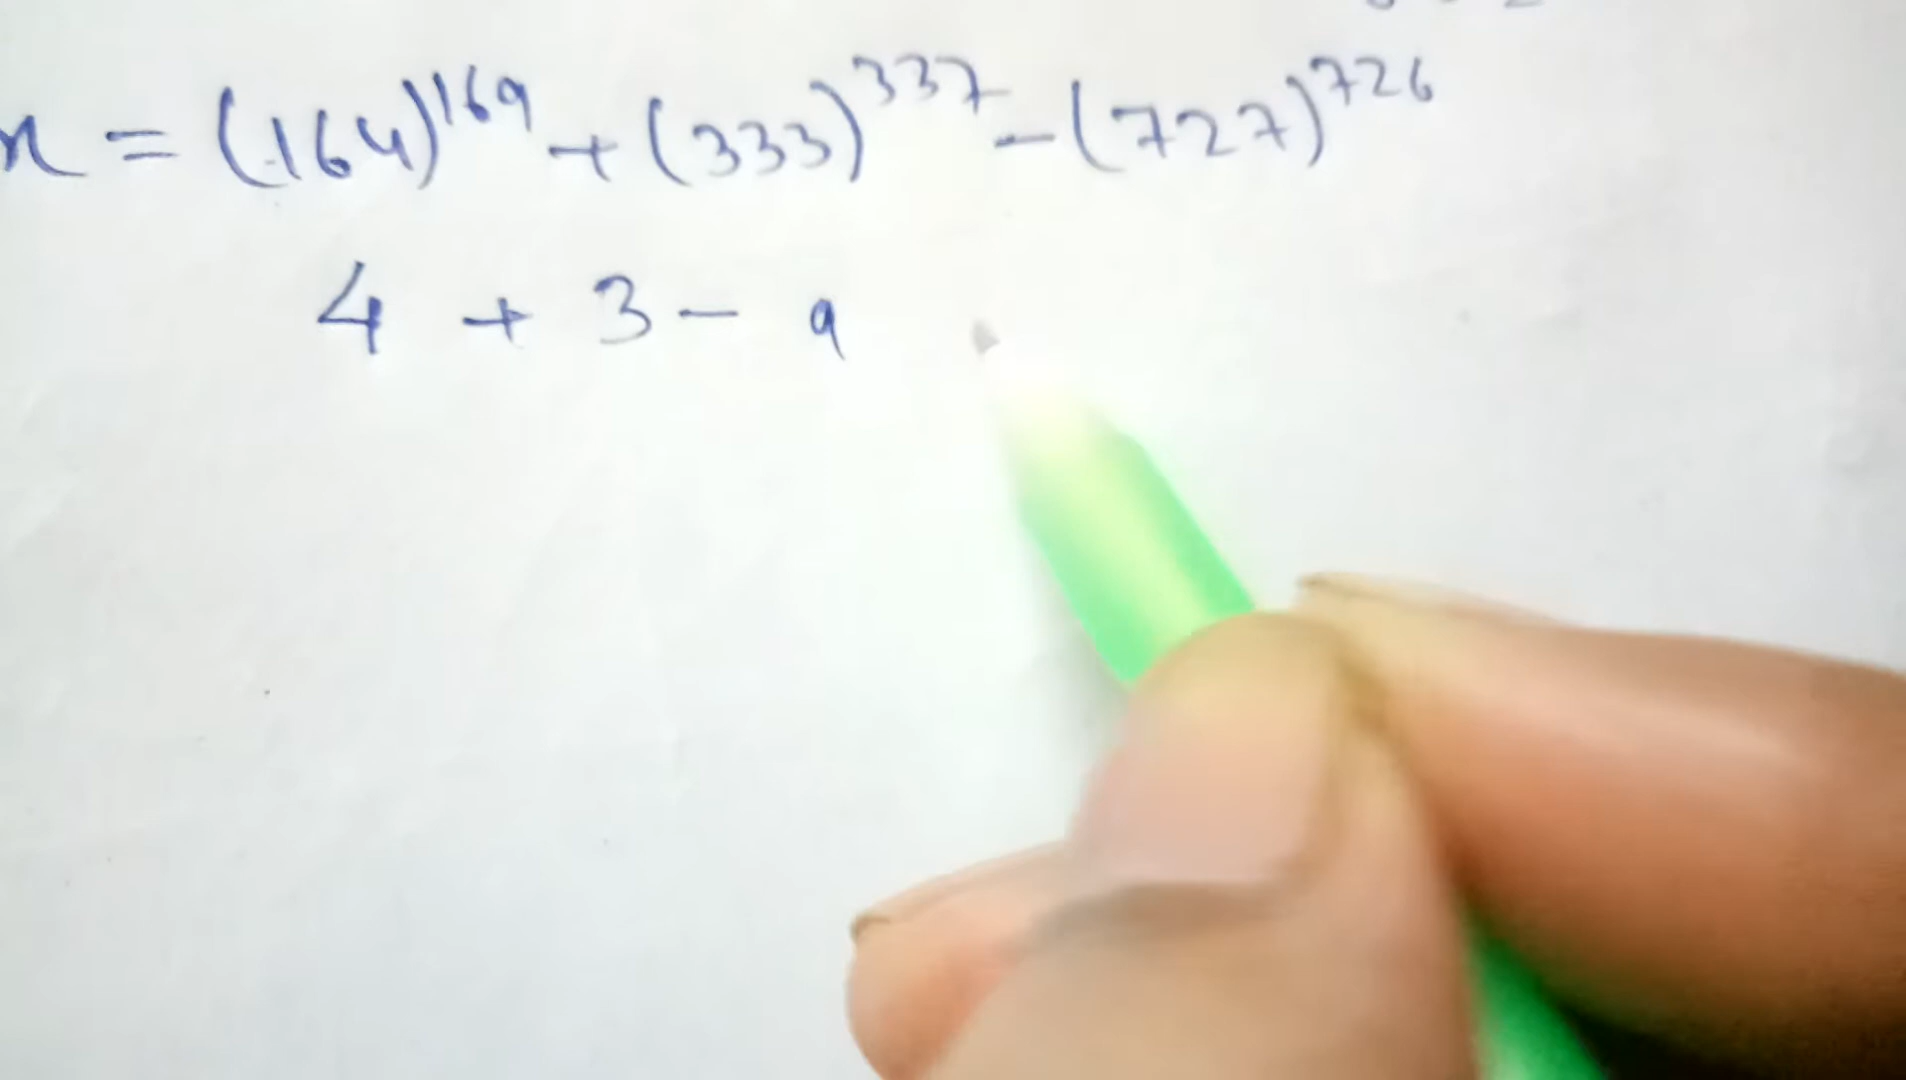 x = (164)^169 + (333)^337 - (727)^726
4 + 3 - 9